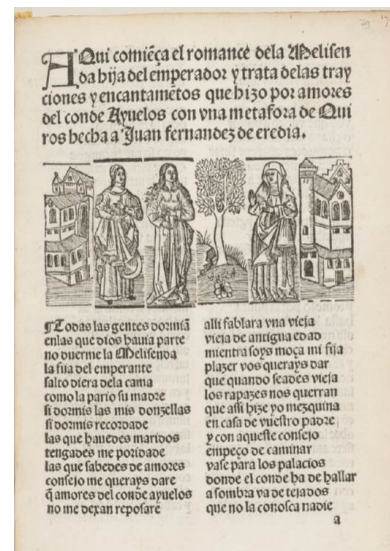 AQui comiẽça el romance dela Melisen
da hija del emperador y trata delas tray
ciones y encantamẽtos que hizo por amores
del conde Ayuelos con vna metafora de Qui
ros hecha a Juan fernandez de eredia.
¶Todas las gentes dormiã
enlas que dios hauia parte
no duerme la Melisenda
la fija del emperante
salto diera dela cama
como la pario su madre
si dormis las mis donzellas
si dormis recordade
las que hauedes maridos
tengades me poridade
las que sabedes de amores
consejo me querays dare
q̃ amores del conde ayuelos
no me dexan reposare
alli fablara vna vieja
vieja de antigua edad
mientra soys moça mi fija
plazer vos querays dar
que quando seades vieja
los rapazes nos querran
que assi hize yo mezquina
en casa de vuestro padre
y con aqueste consejo
empeço de caminar
vase para los palacios
donde el conde ha de hallar
a sombra va de tejados
que no la conosca nadie
a